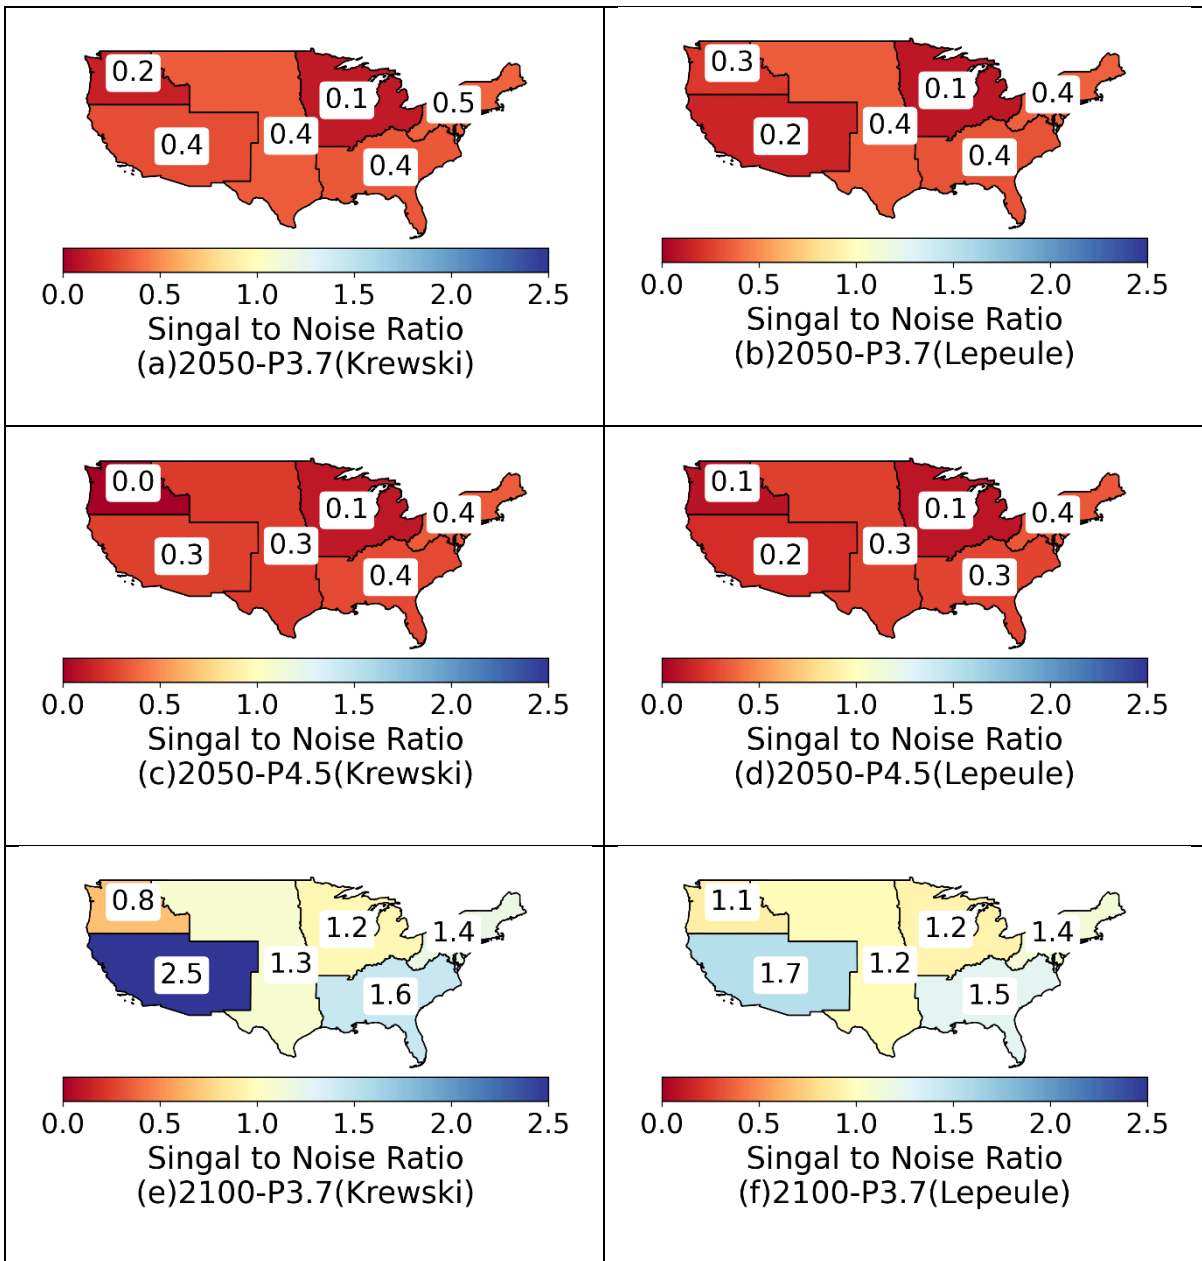 0.2
0.1
0.5
0.4
0.4
0.4
0.0 0.5 1.0 1.5 2.0 2.5
Singal to Noise Ratio
(a)2050-P3.7(Krewski)
0.3
0.1
0.4
0.2
0.4
0.4
0.0 0.5 1.0 1.5 2.0 2.5
Singal to Noise Ratio
(b)2050-P3.7(Lepeule)
0.0
0.1
0.4
0.3
0.3
0.4
0.0 0.5 1.0 1.5 2.0 2.5
Singal to Noise Ratio
(c)2050-P4.5(Krewski)
0.1
0.1
0.4
0.2
0.3
0.3
0.0 0.5 1.0 1.5 2.0 2.5
Singal to Noise Ratio
(d)2050-P4.5(Lepeule)
0.8
1.2
1.4
2.5
1.3
1.6
0.0 0.5 1.0 1.5 2.0 2.5
Singal to Noise Ratio
(e)2100-P3.7(Krewski)
1.1
1.2
1.4
1.7
1.2
1.5
0.0 0.5 1.0 1.5 2.0 2.5
Singal to Noise Ratio
(f)2100-P3.7(Lepeule)